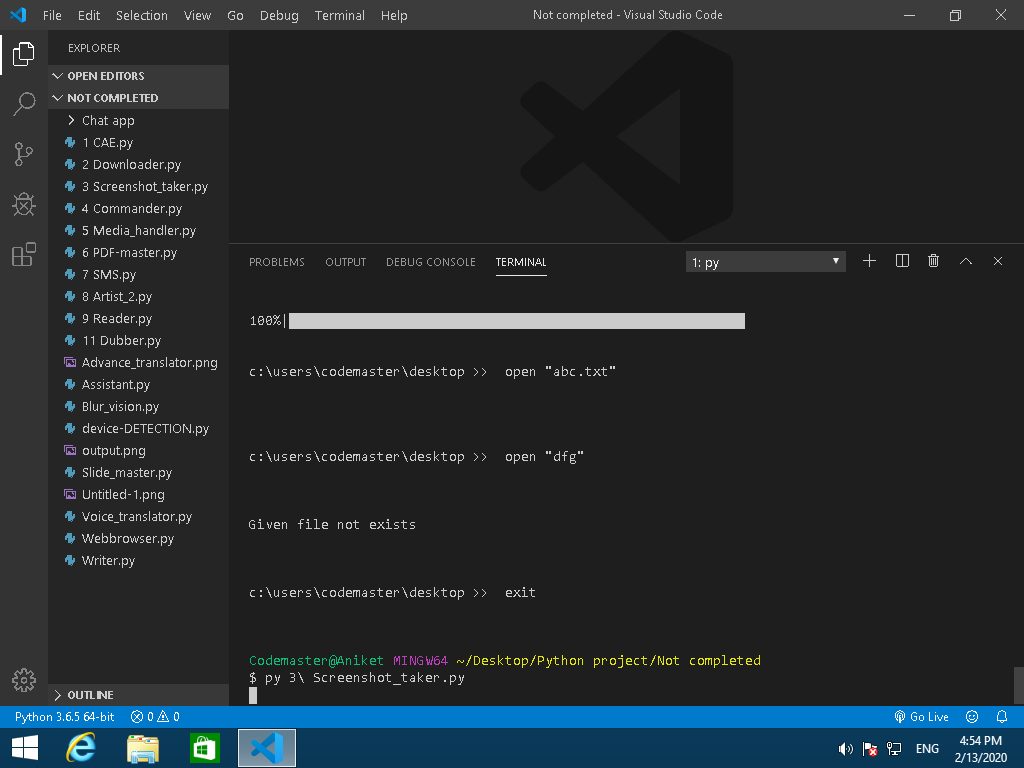 File Edit Selection View Go Debug Terminal Help
Not completed - Visual Studio Code
EXPLORER
OPEN EDITORS
NOT COMPLETED
Chat app
1 CAE.py
2 Downloader.py
3 Screenshot_taker.py
4 Commander.py
5 Media_handler.py
6 PDF-master.py
7 SMS.py
8 Artist_2.py
9 Reader.py
11 Dubber.py
Advance_translator.png
Assistant.py
Blur_vision.py
device-DETECTION.py
output.png
Slide_master.py
Untitled-1.png
Voice_translator.py
Webbrowser.py
Writer.py
OUTLINE
PROBLEMS OUTPUT DEBUG CONSOLE TERMINAL
1: py
100%|
c:\users\codemaster\desktop >> open "abc.txt"
c:\users\codemaster\desktop >> open "dfg"
Given file not exists
c:\users\codemaster\desktop >> exit
Codemaster@Aniket MINGW64 ~/Desktop/Python project/Not completed
$ py 3\ Screenshot_taker.py
Python 3.6.5 64-bit 0 0
Go Live
ENG
4:54 PM
2/13/2020